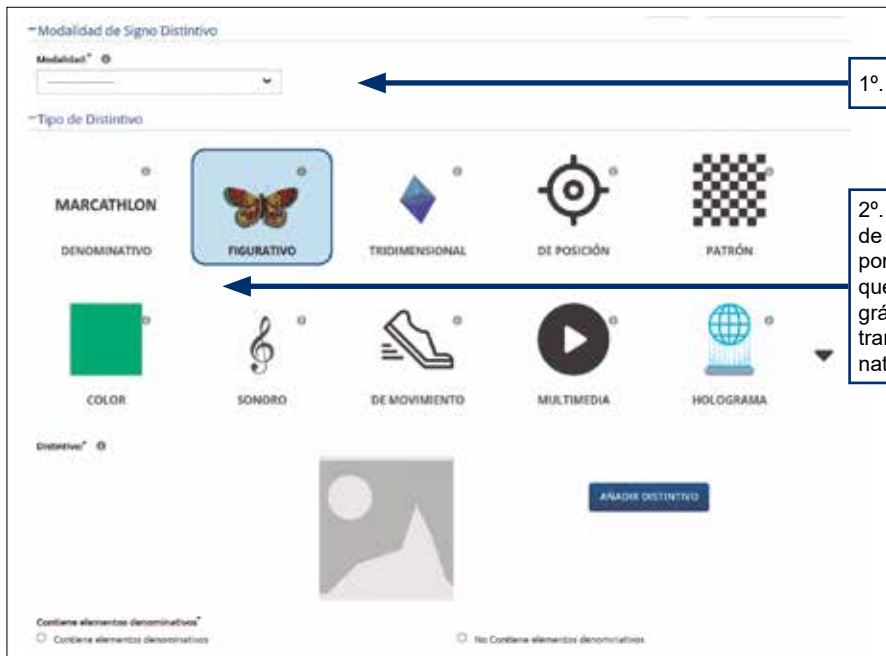 Modalidad de Signo Distintivo
Modalidad*
1º.
Tipo de Distintivo
MARCATHLON
DENOMINATIVO
FIGURATIVO
TRIDIMENSIONAL
DE POSICIÓN
PATRÓN
2º.
de
por
que
grá
tran
nat
COLOR
SONORO
DE MOVIMIENTO
MULTIMEDIA
HOLOGRAMA
Distintivo*
AÑADIR DISTINTIVO
Contiene elementos denominativos*
Contiene elementos denominativos
No Contiene elementos denominativos